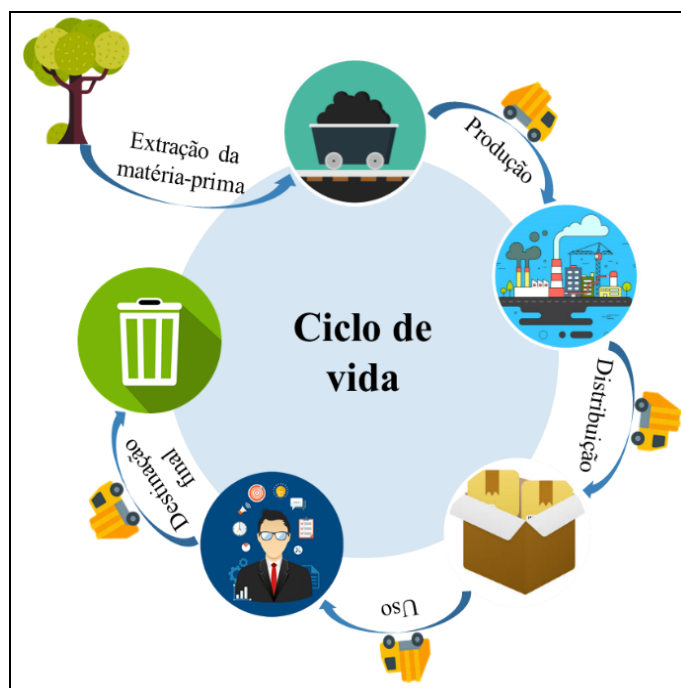 Extração da
matéria-prima
Produção
Distribuição
Uso
Destinação
final
Ciclo de
vida